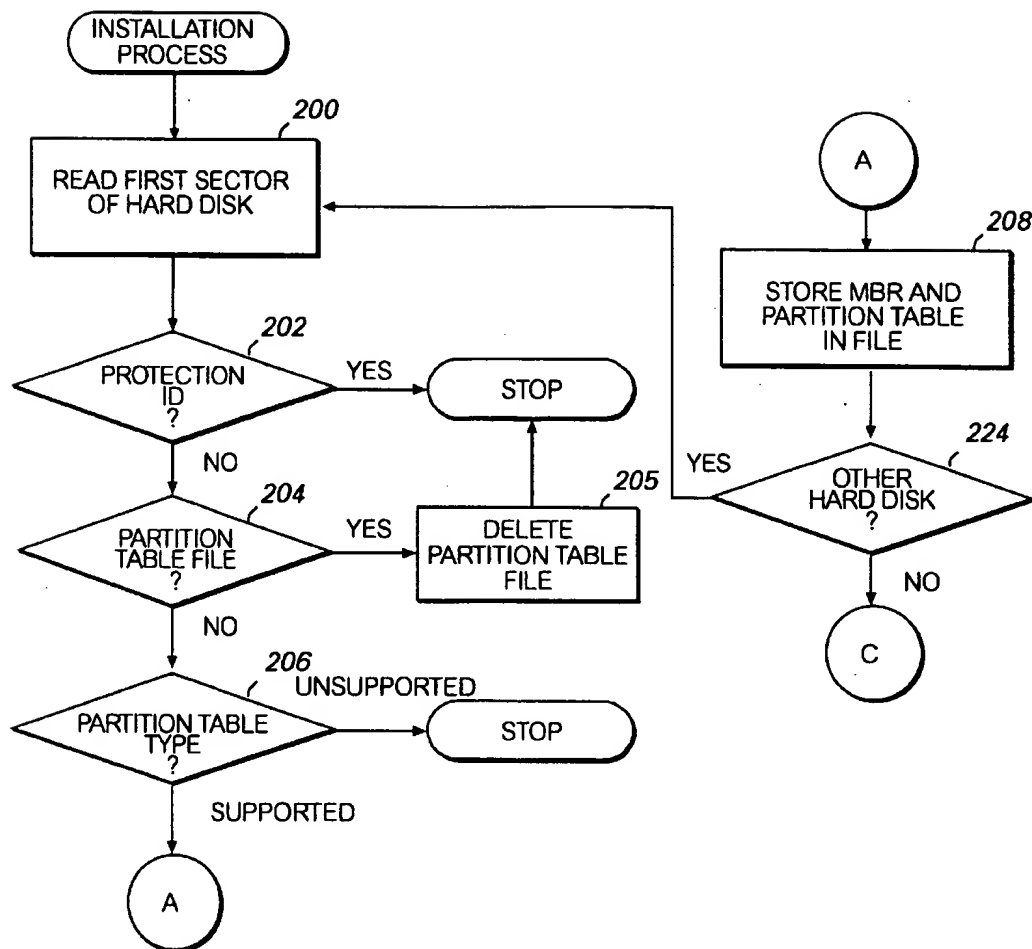 INSTALLATION
PROCESS
200
READ FIRST SECTOR
OF HARD DISK
202
PROTECTION
ID
?
YES
STOP
NO
204
PARTITION
TABLE FILE
?
YES
205
DELETE
PARTITION TABLE
FILE
NO
206
UNSUPPORTED
PARTITION TABLE
TYPE
?
STOP
SUPPORTED
A
A
208
STORE MBR AND
PARTITION TABLE
IN FILE
224
YES
OTHER
HARD DISK
?
NO
C